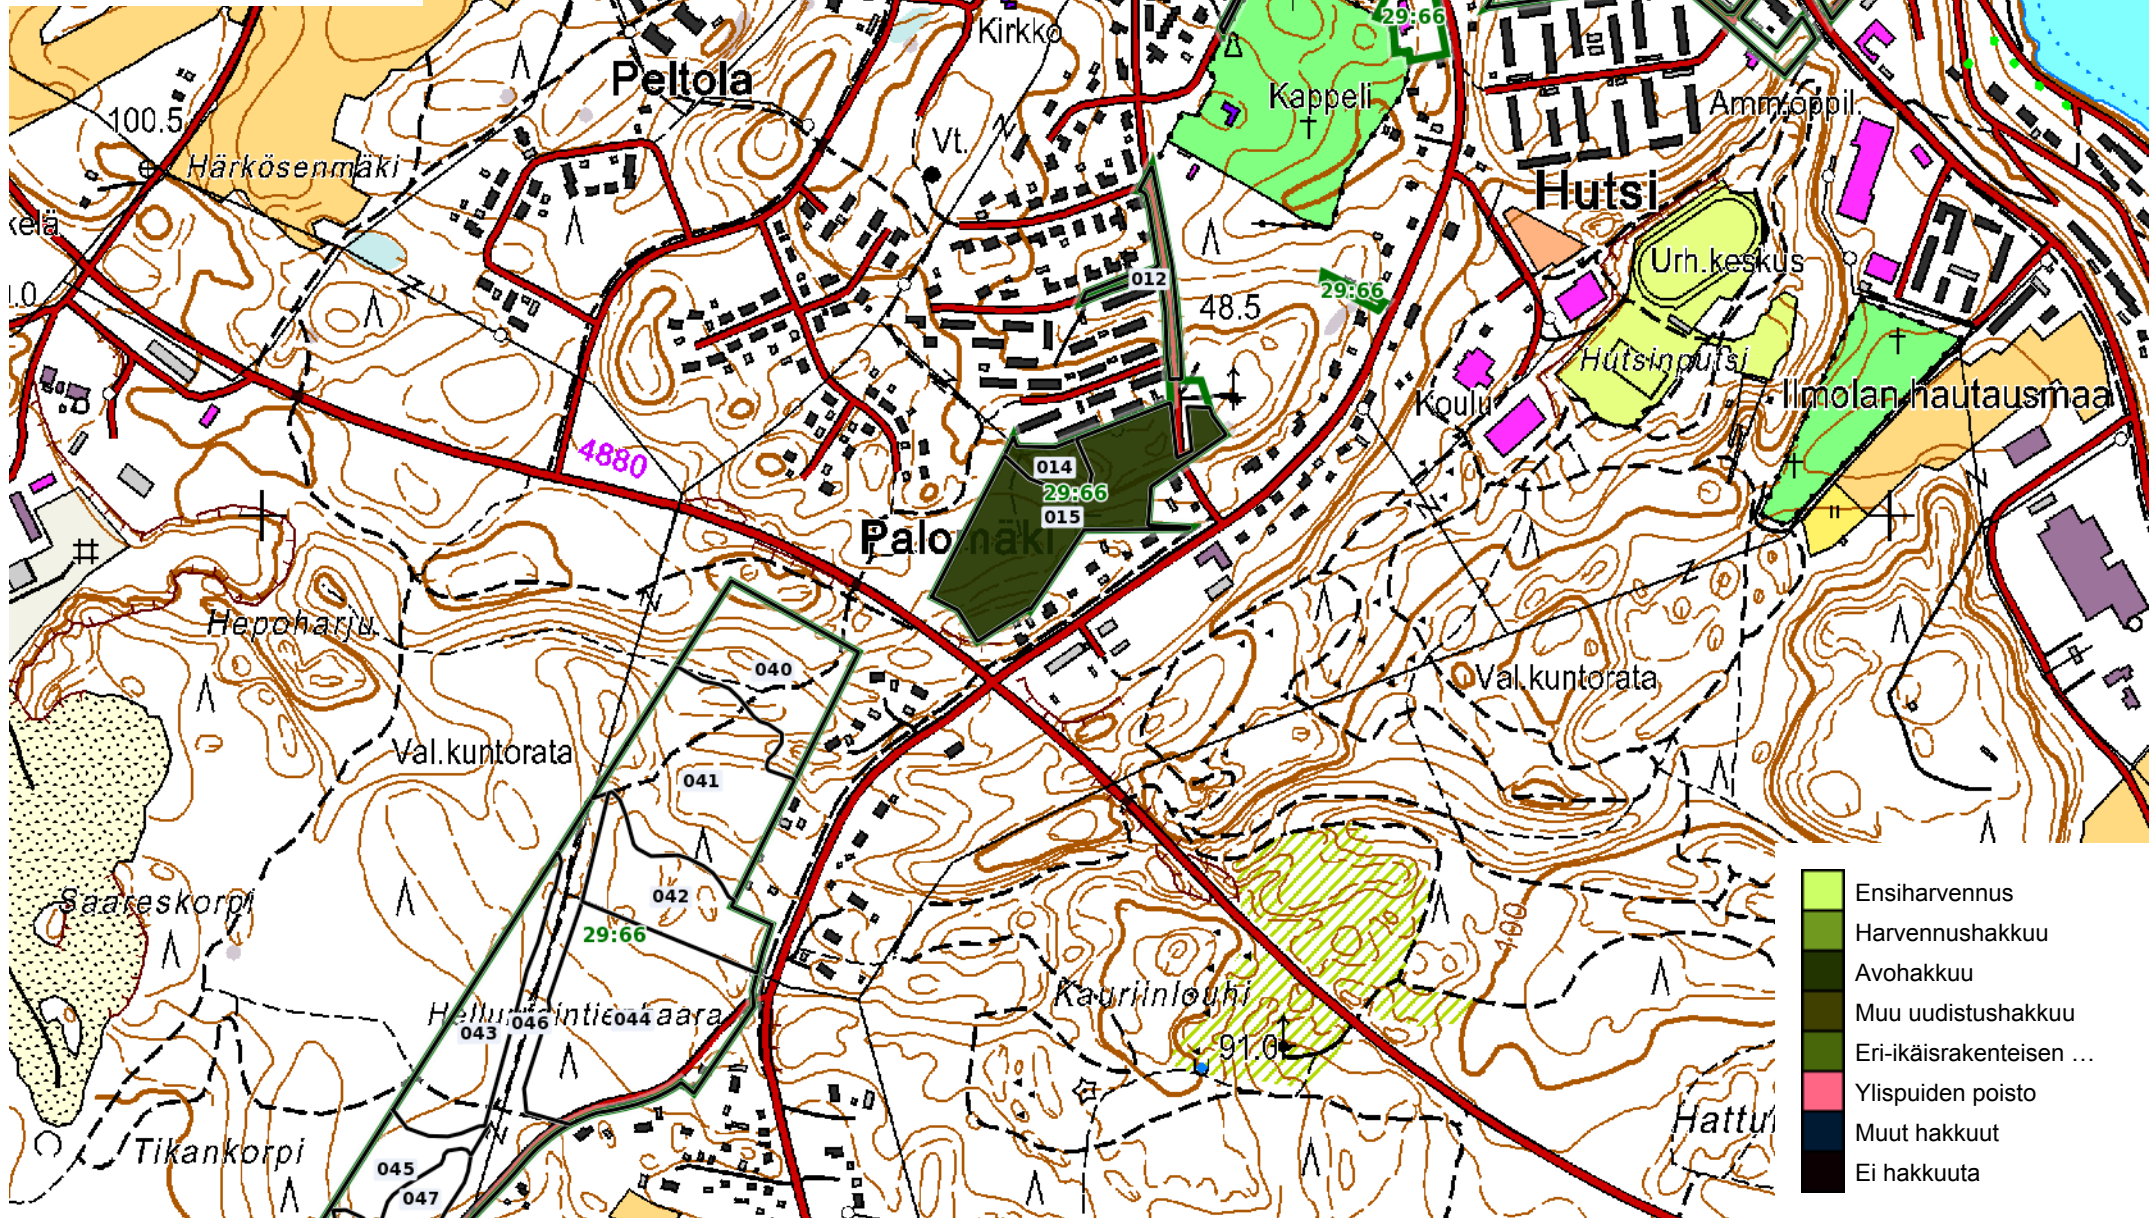 Kirkko
29:66
Peltola
Kappeli
Amm.oppil.
100.5
Vt.
Härkösenmäki
Hutsi
kelä
Urh.keskus
012
29:66
.0
48.5
Hutsinputsi
Koulu
Ilmolan hautausmaa
4880
014
29:66
015
Palomäki
Hepoharju
040
Val.kuntorata
Val.kuntorata
041
042
Saareskorpi
29:66
100
Kauriinlouhi
043
046
044
91.0
Hattu
Tikankorpi
045
047
Ensiharvennus
Harvennushakkuu
Avohakkuu
Muu uudistushakkuu
Eri-ikäisrakenteisen ...
Ylispuiden poisto
Muut hakkuut
Ei hakkuuta